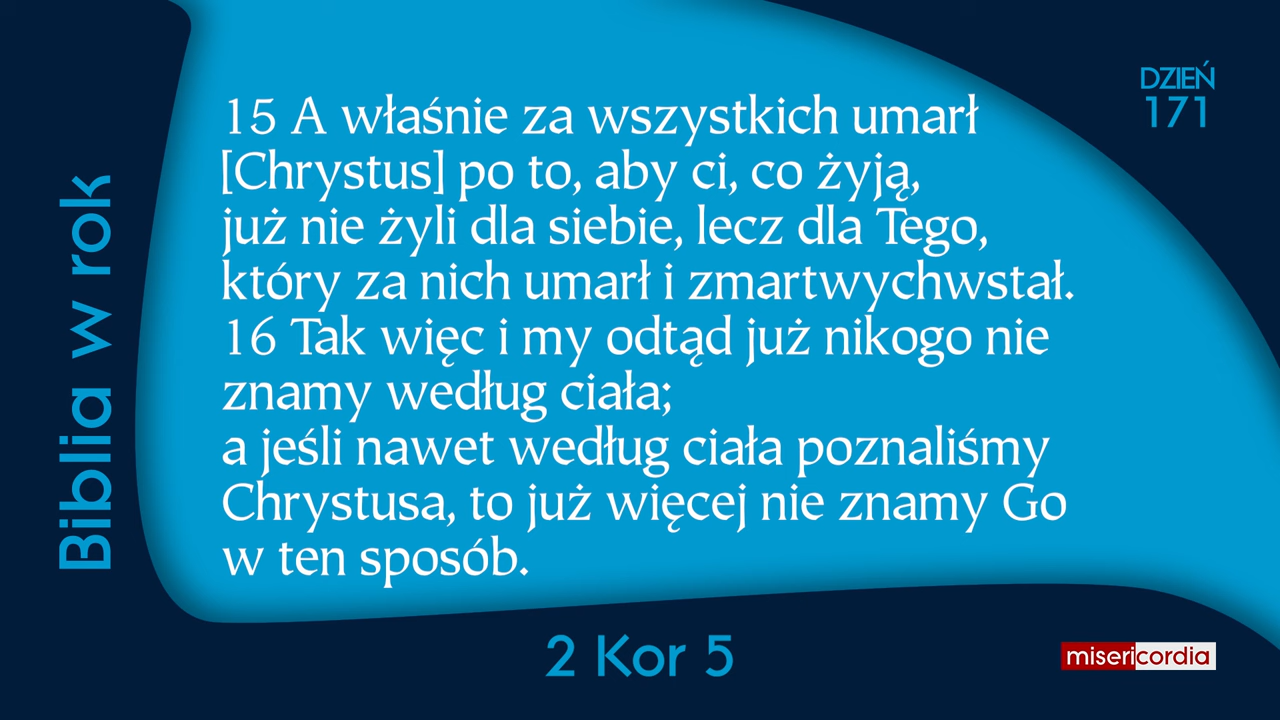 DZIEŃ
171
15 A właśnie za wszystkich umarł
[Chrystus] po to, aby ci, co żyją,
już nie żyli dla siebie, lecz dla Tego,
który za nich umarł i zmartwychwstał.
16 Tak więc i my odtąd już nikogo nie
znamy według ciała;
a jeśli nawet według ciała poznaliśmy
Chrystusa, to już więcej nie znamy Go
w ten sposób.
Biblia w rok
2 Kor 5
misericordia